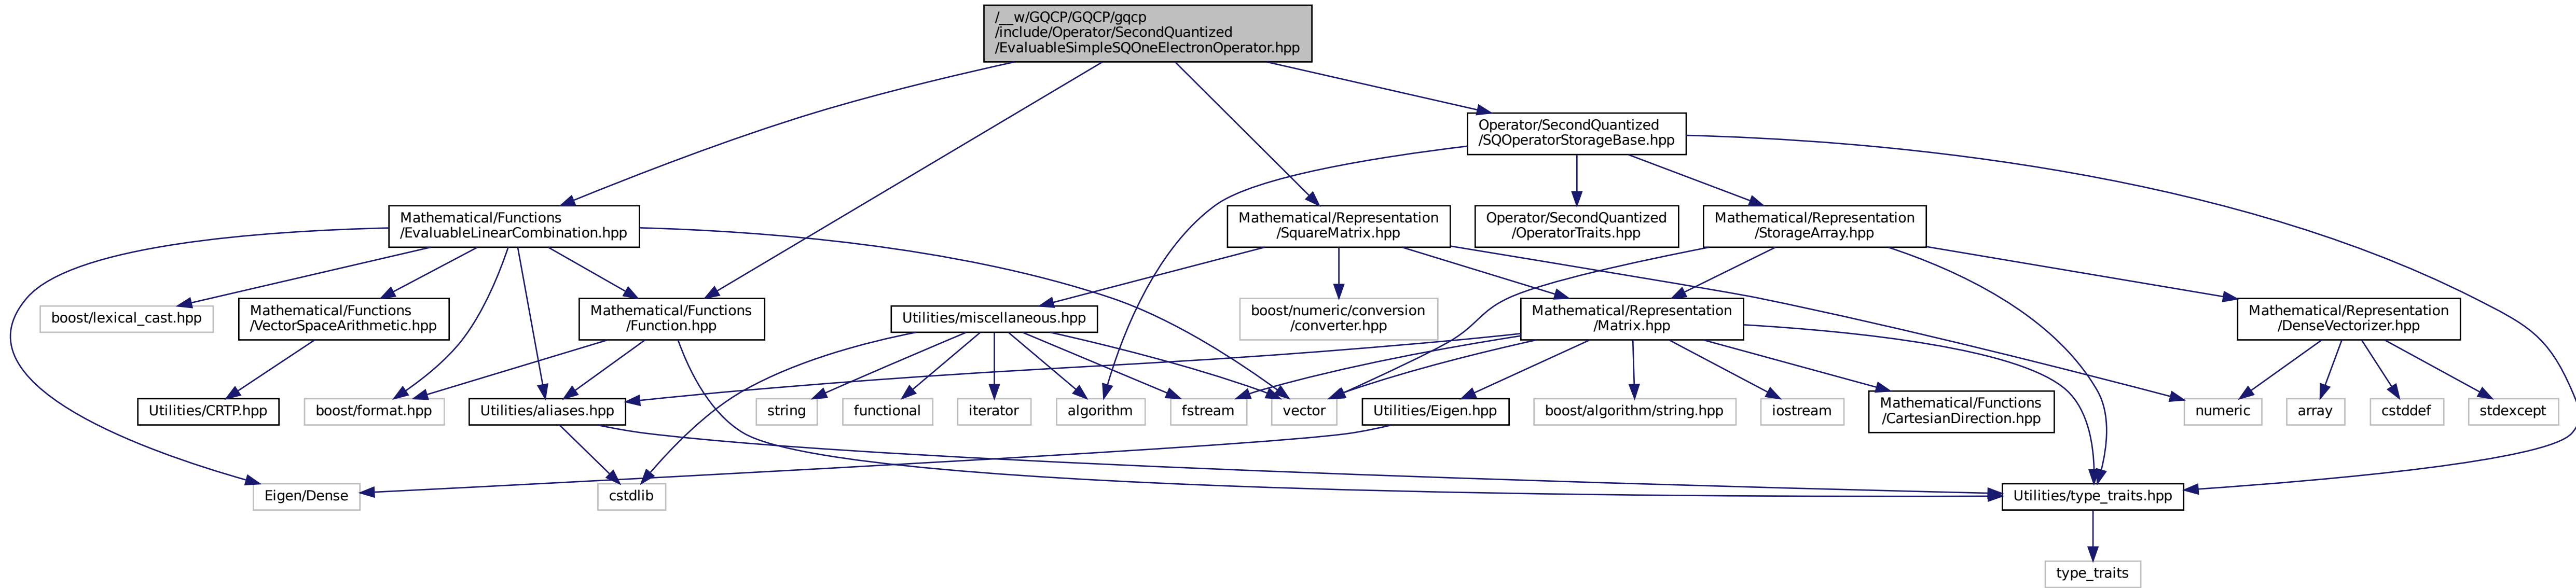 /__w/GQCP/GQCP/gqcp
/include/Operator/SecondQuantized
/EvaluableSimpleSQOneElectronOperator.hpp
Operator/SecondQuantized
/SQOperatorStorageBase.hpp
Mathematical/Functions
/EvaluableLinearCombination.hpp
Mathematical/Representation
/SquareMatrix.hpp
Operator/SecondQuantized
/OperatorTraits.hpp
Mathematical/Representation
/StorageArray.hpp
boost/lexical_cast.hpp
Mathematical/Functions
/VectorSpaceArithmetic.hpp
Mathematical/Functions
/Function.hpp
Utilities/miscellaneous.hpp
boost/numeric/conversion
/converter.hpp
Mathematical/Representation
/Matrix.hpp
Mathematical/Representation
/DenseVectorizer.hpp
Utilities/CRTP.hpp
boost/format.hpp
Utilities/aliases.hpp
string
functional
iterator
algorithm
fstream
vector
Utilities/Eigen.hpp
boost/algorithm/string.hpp
iostream
Mathematical/Functions
/CartesianDirection.hpp
numeric
array
cstddef
stdexcept
Eigen/Dense
cstdlib
Utilities/type_traits.hpp
type_traits